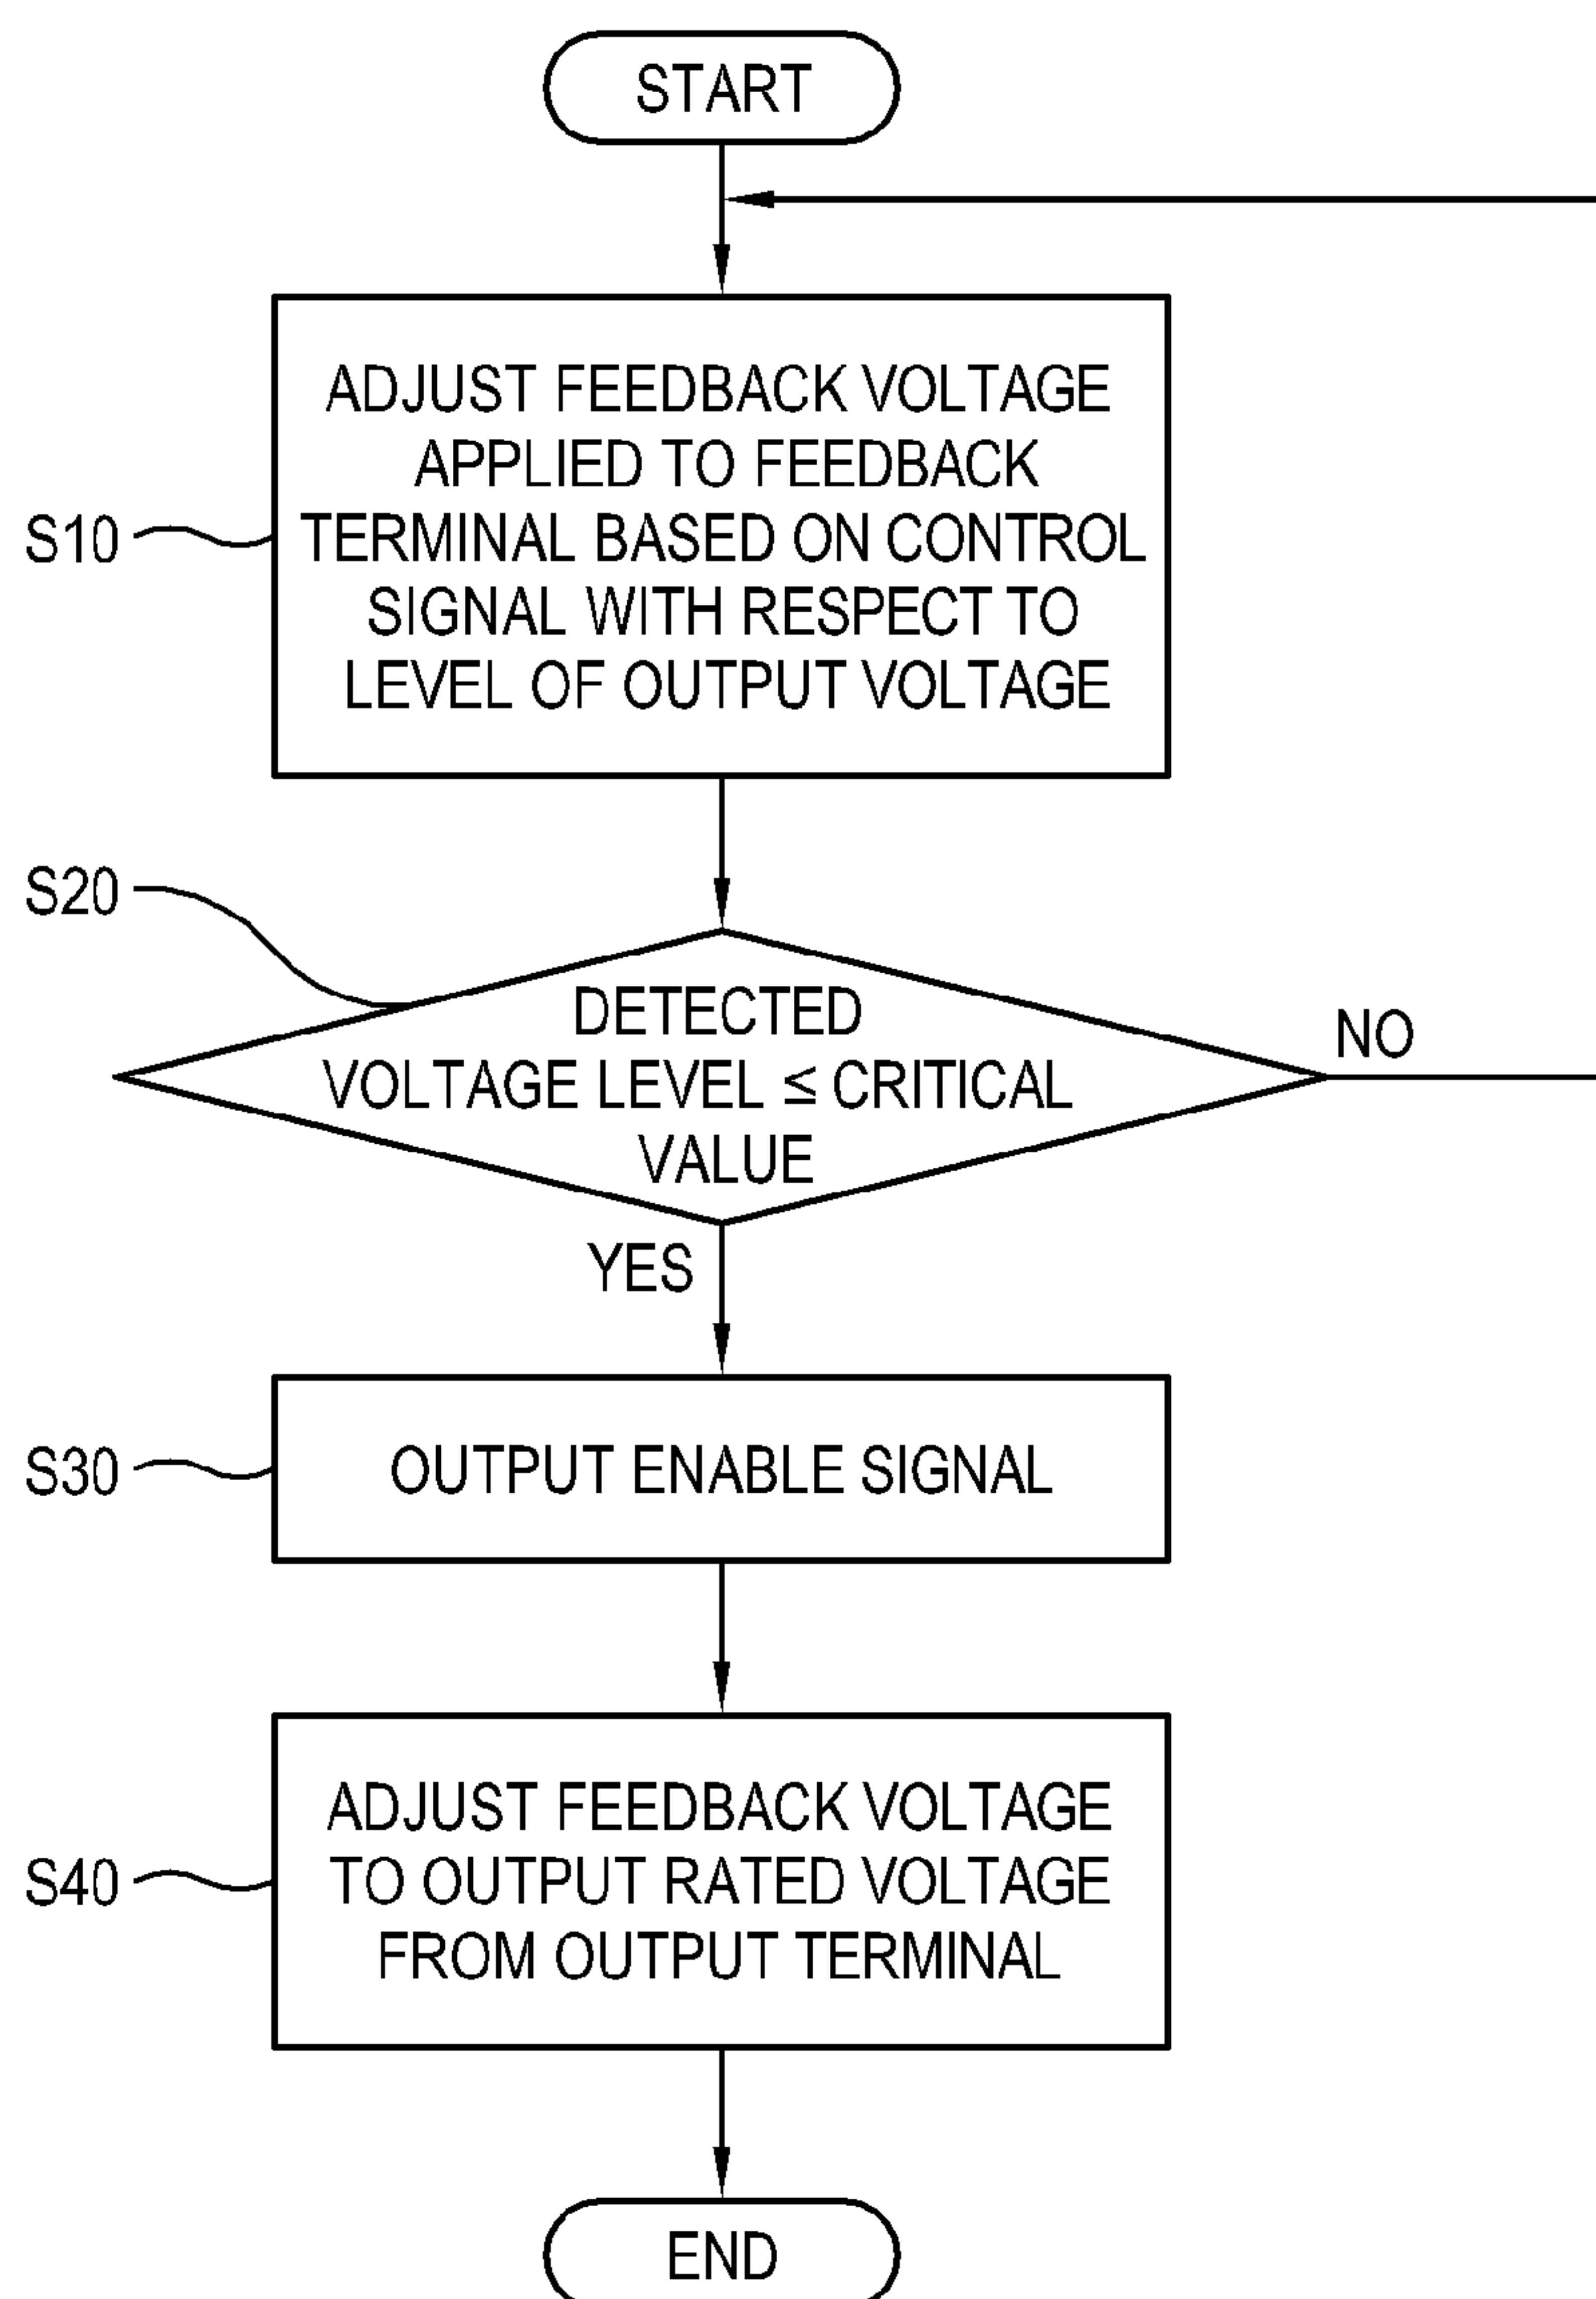 START
ADJUST FEEDBACK VOLTAGE
APPLIED TO FEEDBACK
TERMINAL BASED ON CONTROL
SIGNAL WITH RESPECT TO
LEVEL OF OUTPUT VOLTAGE
S10
S20
DETECTED
VOLTAGE LEVEL ≤ CRITICAL
VALUE
NO
YES
S30
OUTPUT ENABLE SIGNAL
ADJUST FEEDBACK VOLTAGE
TO OUTPUT RATED VOLTAGE
FROM OUTPUT TERMINAL
S40
END